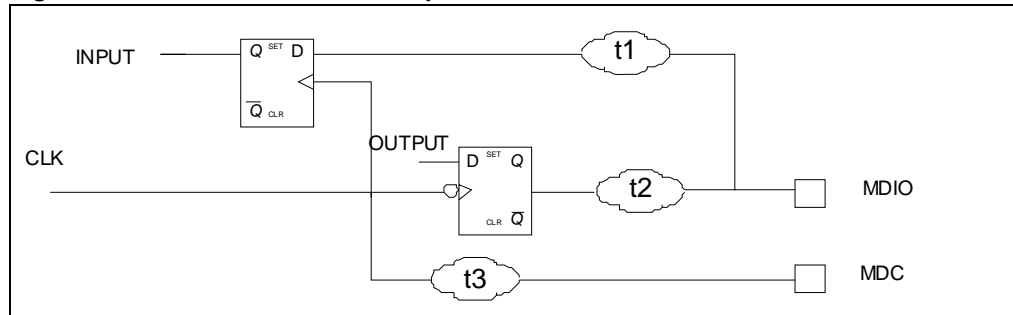 INPUT
Q SET D
Q̅ CLR
t1
CLK
OUTPUT
D SET Q
CLR Q̅
t2
MDIO
t3
MDC